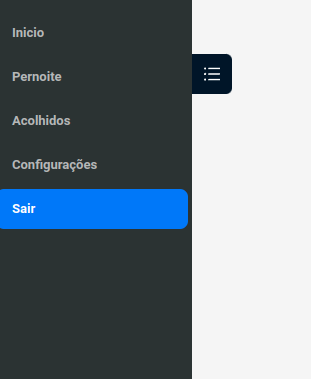 Inicio
Pernoite
Acolhidos
Configurações
Sair